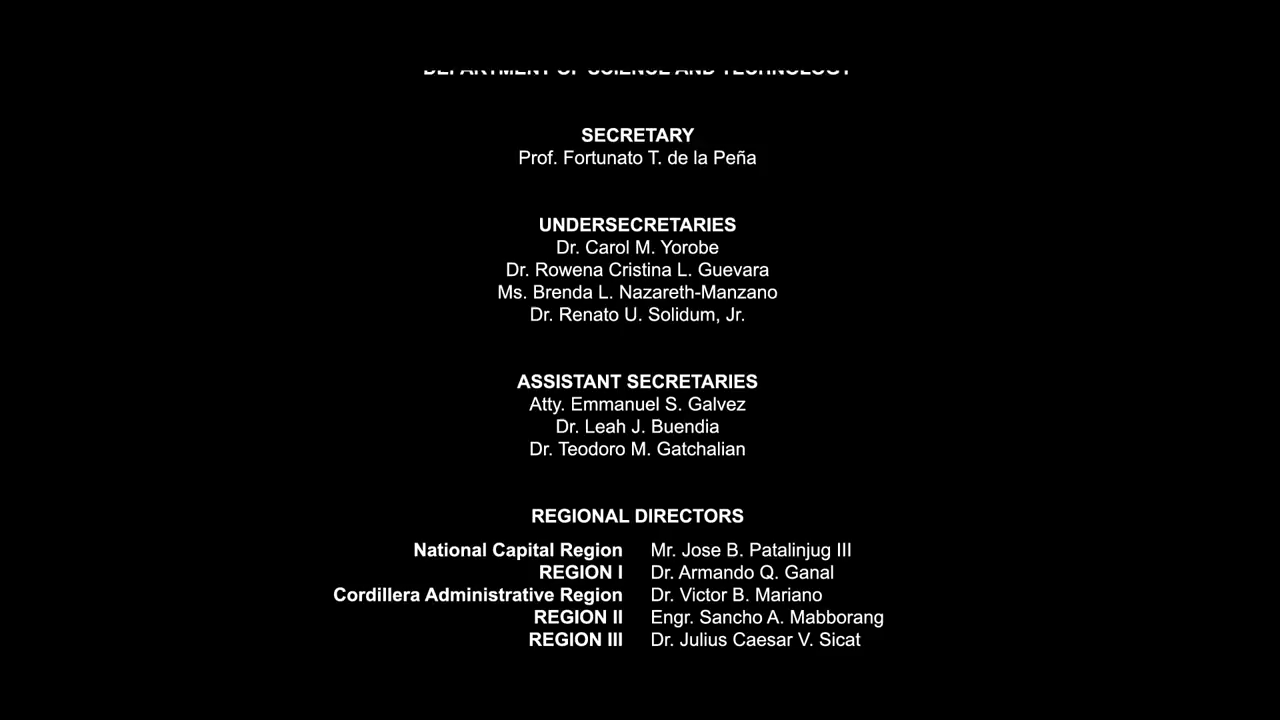 DEPARTMENT OF SCIENCE AND TECHNOLOGY
SECRETARY
Prof. Fortunato T. de la Peña
UNDERSECRETARIES
Dr. Carol M. Yorobe
Dr. Rowena Cristina L. Guevara
Ms. Brenda L. Nazareth-Manzano
Dr. Renato U. Solidum, Jr.
ASSISTANT SECRETARIES
Atty. Emmanuel S. Galvez
Dr. Leah J. Buendia
Dr. Teodoro M. Gatchalian
REGIONAL DIRECTORS
National Capital Region Mr. Jose B. Patalinjug III
REGION I Dr. Armando Q. Ganal
Cordillera Administrative Region Dr. Victor B. Mariano
REGION II Engr. Sancho A. Mabborang
REGION III Dr. Julius Caesar V. Sicat